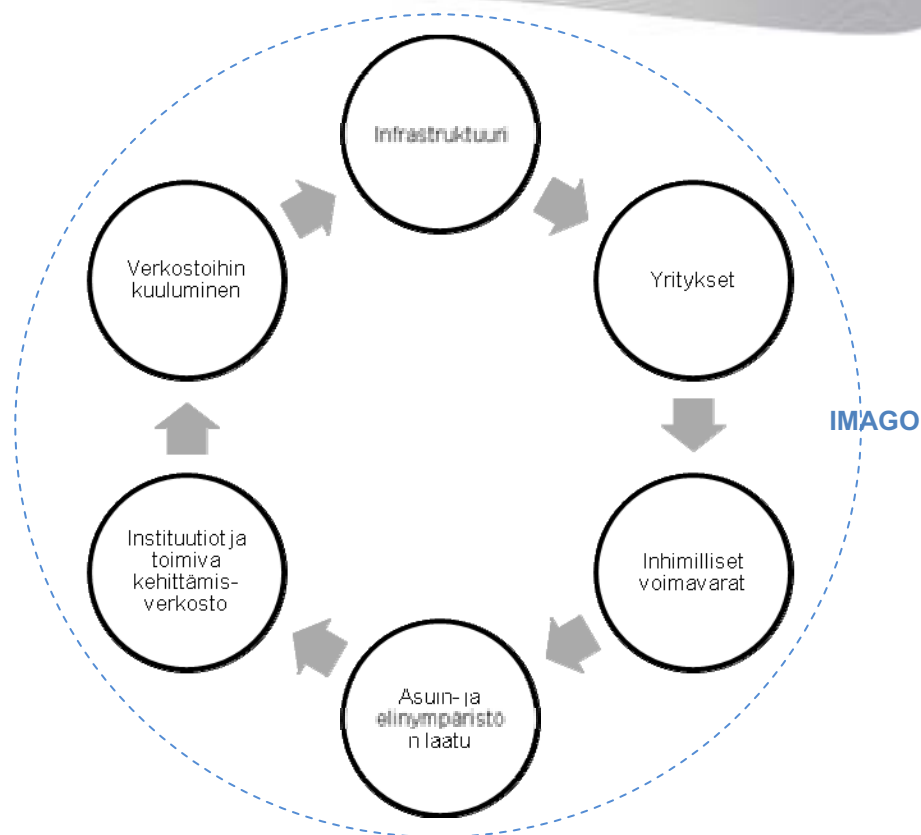 Infrastruktuuri
Verkostoihin
kuuluminen
Yritykset
IMAGO
Instituutiot ja
toimiva
kehittämis-
verkosto
Inhimilliset
voimavarat
Asuin- ja
elinympäristö
n laatu